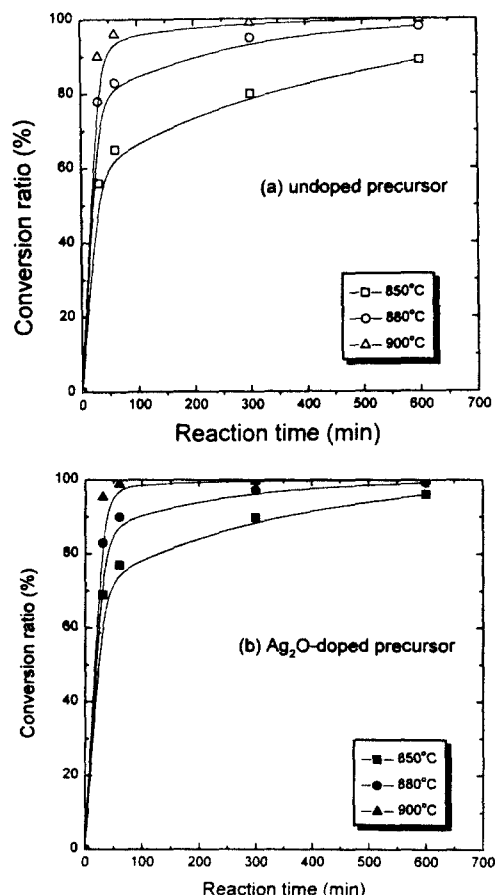 100
80
60
40
20
0
Conversion ratio (%)
(a) undoped precursor
850°C
880°C
900°C
0 100 200 300 400 500 600 700
Reaction time (min)
100
80
60
40
20
0
Conversion ratio (%)
(b) Ag₂O-doped precursor
850°C
880°C
900°C
0 100 200 300 400 500 600 700
Reaction time (min)